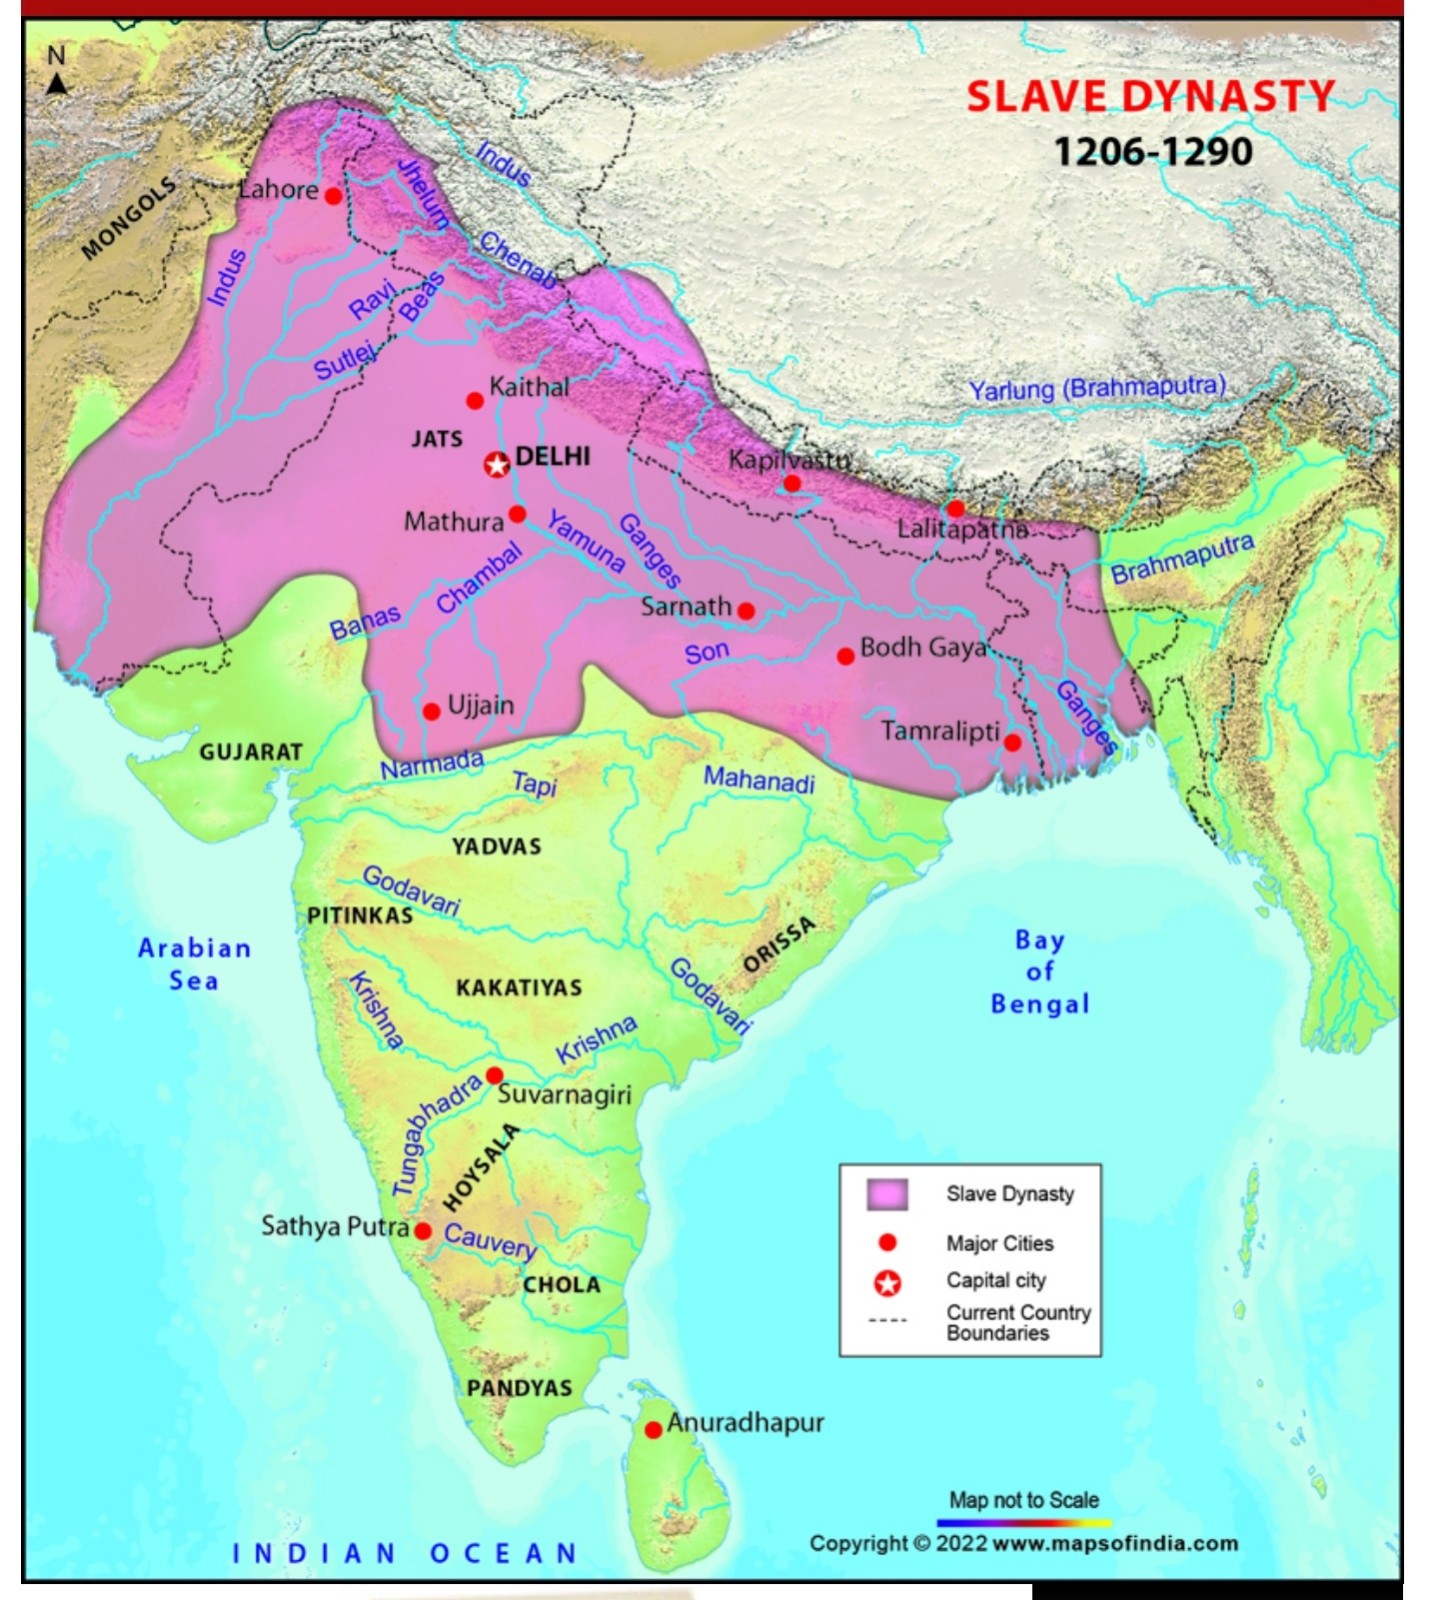 N
SLAVE DYNASTY
1206-1290
MONGOLS
Lahore
Indus
Jhelum
Indus
Chenab
Ravi
Beas
Sutlej
Kaithal
JATS
DELHI
Yarlung (Brahmaputra)
Kapilvastu
Mathura
Lalitapatna
Yamuna
Ganges
Brahmaputra
Chambal
Banas
Sarnath
Son
Bodh Gaya
Ujjain
Ganges
Tamralipti
GUJARAT
Narmada
Tapi
Mahanadi
YADVAS
Godavari
PITINKAS
Arabian
Sea
ORISSA
Bay
of
Bengal
KAKATIYAS
Krishna
Godavari
Krishna
Suvarnagiri
Tungabhadra
HOYSALA
Sathya Putra
Cauvery
CHOLA
Slave Dynasty
Major Cities
Capital city
Current Country
Boundaries
PANDYAS
Anuradhapur
Map not to Scale
Copyright © 2022 www.mapsofindia.com
INDIAN OCEAN